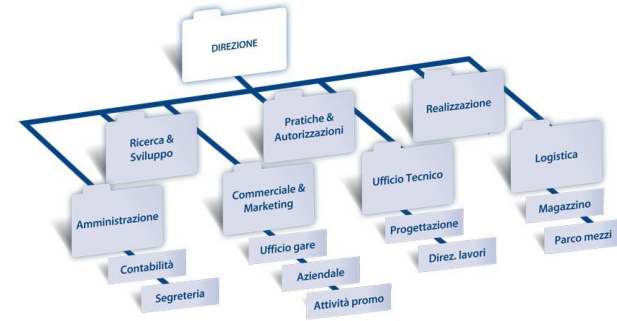 DIREZIONE
Ricerca &
Sviluppo
Pratiche &
Autorizzazioni
Realizzazione
Amministrazione
Commerciale &
Marketing
Ufficio Tecnico
Logistica
Contabilità
Segreteria
Ufficio gare
Aziendale
Attività promo
Progettazione
Direz. lavori
Magazzino
Parco mezzi